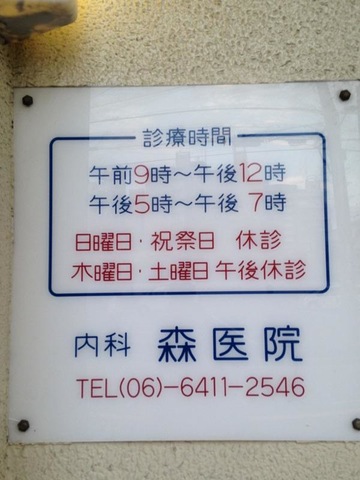 診療時間
午前9時～午後12時
午後5時～午後 7時
日曜日・祝祭日 休診
木曜日・土曜日 午後休診
内科 森医院
TEL(06)-6411-2546